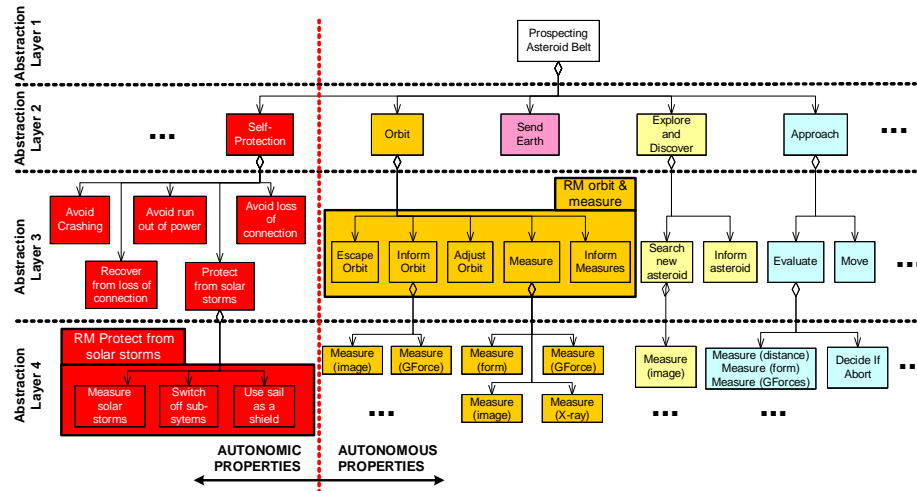 Abstraction
Layer 1
Prospecting
Asteroid Belt
Abstraction
Layer 2
...
Self-
Protection
Orbit
Send
Earth
Explore
and
Discover
Approach
...
Abstraction
Layer 3
Avoid
Crashing
Avoid run
out of power
Avoid loss
of
connection
Recover
from loss of
connection
Protect
from solar
storms
RM orbit &
measure
Escape
Orbit
Inform
Orbit
Adjust
Orbit
Measure
Inform
Measures
Search
new
asteroid
Inform
asteroid
Evaluate
Move
...
Abstraction
Layer 4
RM Protect from
solar storms
Measure
solar
storms
Switch
off sub-
sytems
Use sail
as a
shield
Measure
(image)
Measure
(GForce)
...
Measure
(form)
Measure
(GForce)
Measure
(image)
Measure
(X-ray)
Measure
(image)
...
Measure (distance)
Measure (form)
Measure (GForces)
...
Decide If
Abort
...
AUTONOMIC
PROPERTIES
AUTONOMOUS
PROPERTIES